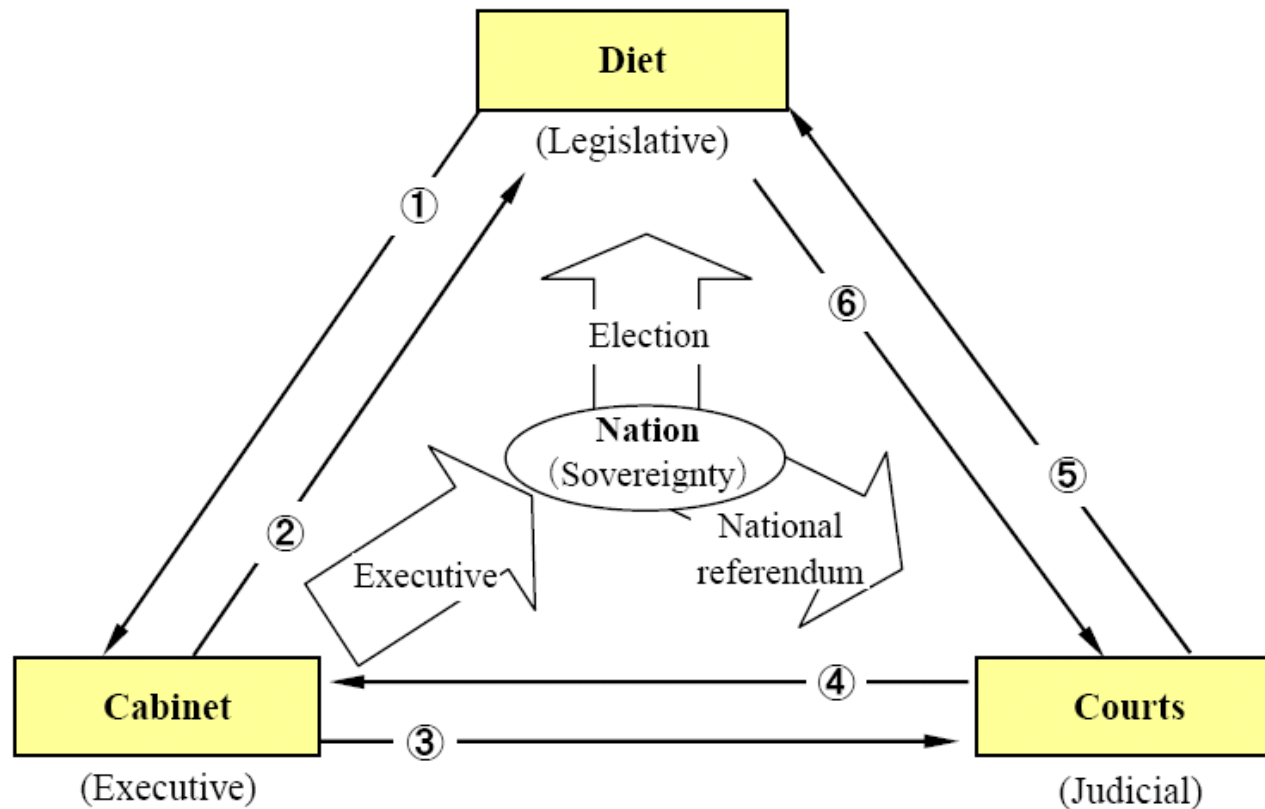 Diet
(Legislative)
①
②
⑥
Election
Nation
(Sovereignty)
⑤
National
referendum
Executive
④
③
Cabinet
(Executive)
Courts
(Judicial)